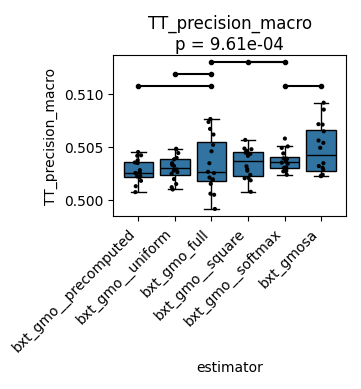 TT_precision_macro
p = 9.61e-04
TT_precision_macro
0.510
0.505
0.500
bxt_gmo__precomputed
bxt_gmo__uniform
bxt_gmo_full
bxt_gmo__square
bxt_gmo__softmax
bxt_gmosa
estimator